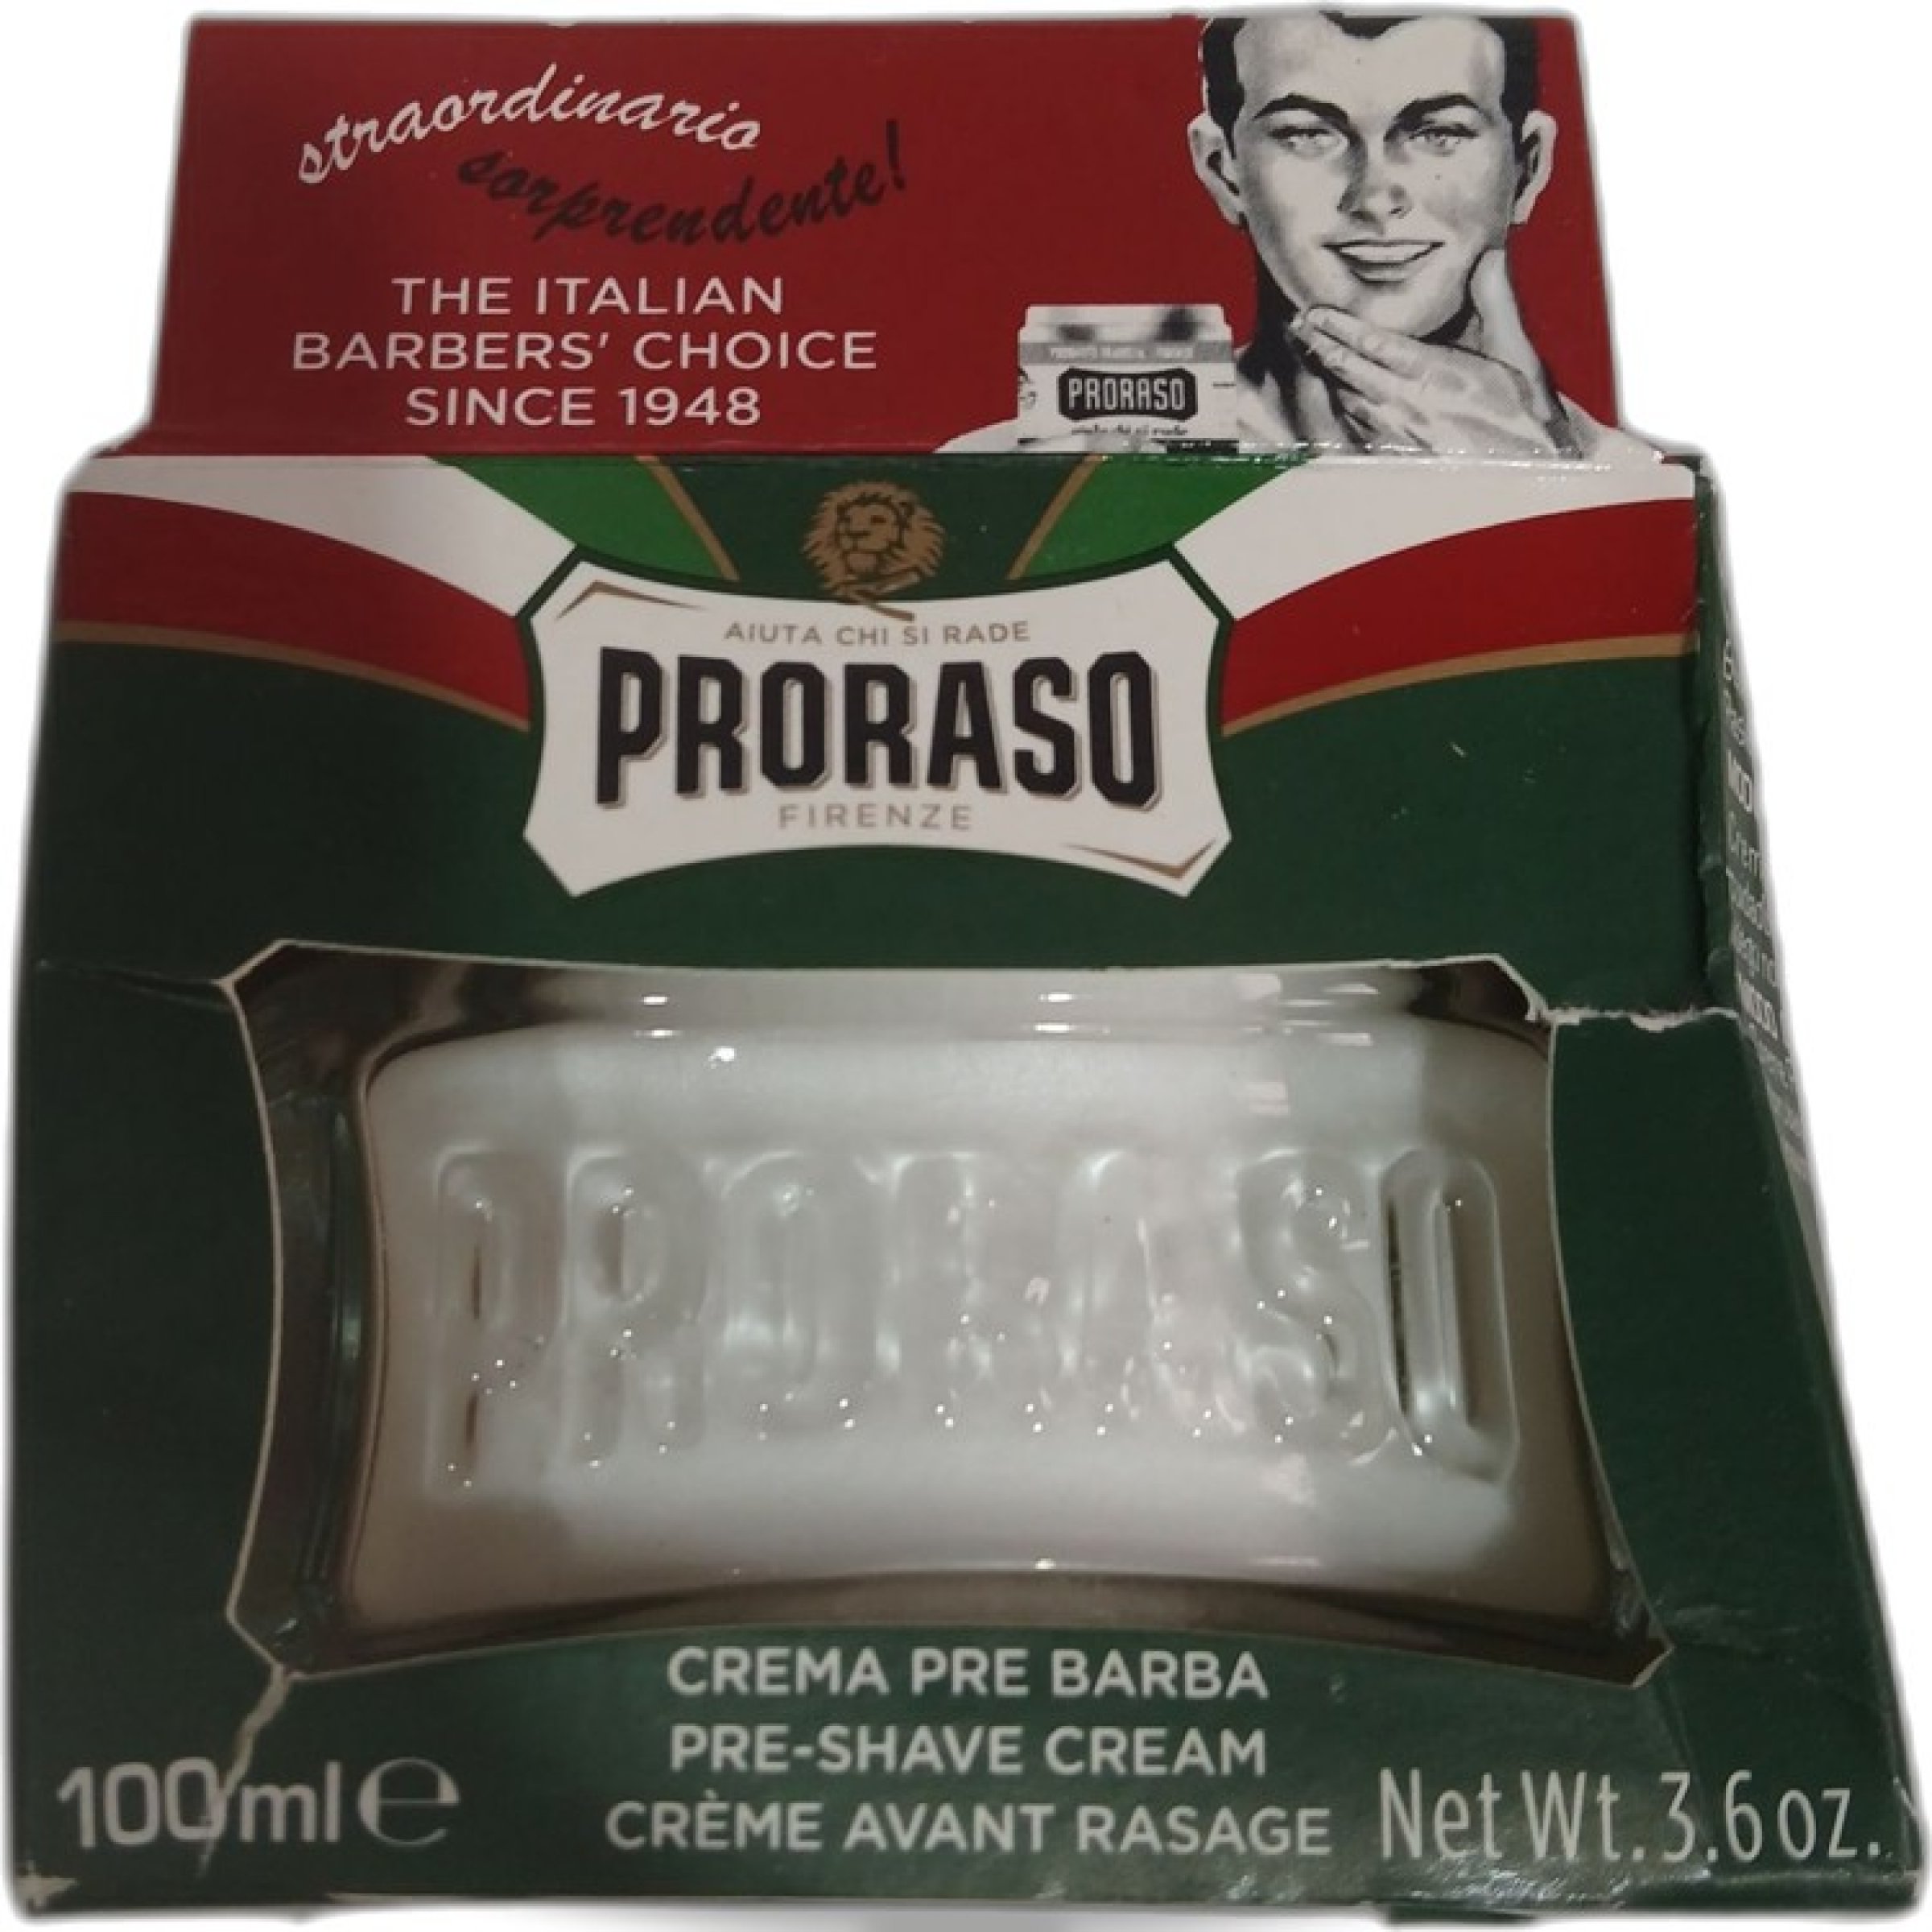 straordinario
sorprendente!
THE ITALIAN
BARBERS' CHOICE
SINCE 1948
PRORASO
AIUTA CHI SI RADE
PRORASO
FIRENZE
PRORASO
CREMA PRE BARBA
PRE-SHAVE CREAM
CRÈME AVANT RASAGE
100ml e
Net Wt. 3.6 oz.